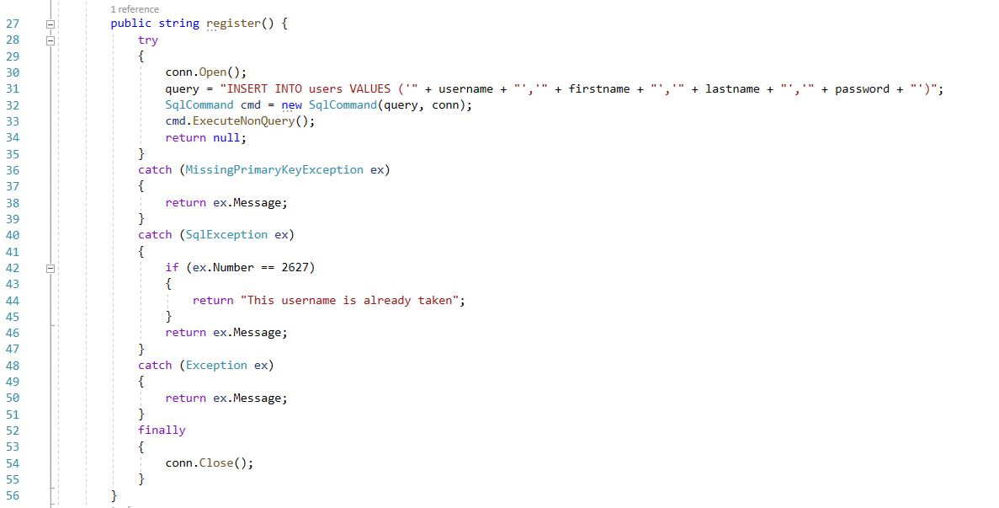 1 reference
27 public string register() {
28 try
29 {
30 conn.Open();
31 query = "INSERT INTO users VALUES ('" + username + "','" + firstname + "','" + lastname + "','" + password + "')";
32 SqlCommand cmd = new SqlCommand(query, conn);
33 cmd.ExecuteNonQuery();
34 return null;
35 }
36 catch (MissingPrimaryKeyException ex)
37 {
38 return ex.Message;
39 }
40 catch (SqlException ex)
41 {
42 if (ex.Number == 2627)
43 {
44 return "This username is already taken";
45 }
46 return ex.Message;
47 }
48 catch (Exception ex)
49 {
50 return ex.Message;
51 }
52 finally
53 {
54 conn.Close();
55 }
56 }